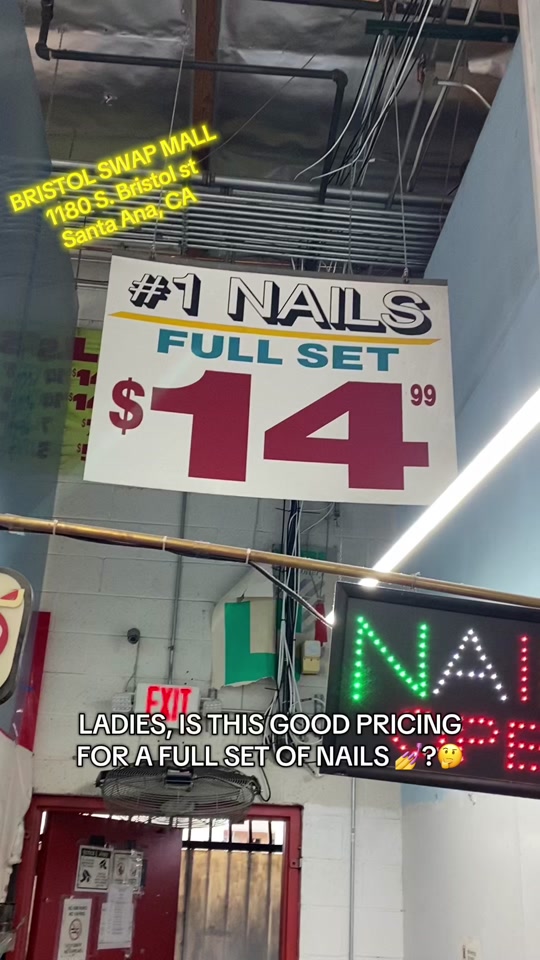 BRISTOL SWAP MALL
1180 S. Bristol st
Santa Ana, CA
#1 NAILS
FULL SET
$14 99
NAI
OPE
EXIT
LADIES, IS THIS GOOD PRICING
FOR A FULL SET OF NAILS 💅?🤔